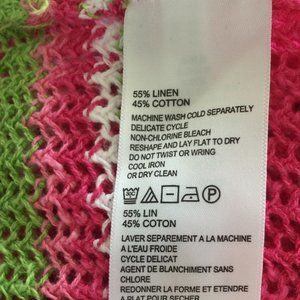 55% LINEN
45% COTTON
MACHINE WASH COLD SEPARATELY
DELICATE CYCLE
NON-CHLORINE BLEACH
RESHAPE AND LAY FLAT TO DRY
DO NOT TWIST OR WRING
COOL IRON
OR DRY CLEAN
55% LIN
45% COTON
LAVER SEPAREMENT A LA MACHINE
A L'EAU FROIDE
CYCLE DELICAT
AGENT DE BLANCHIMENT SANS
CHLORE
REDONNER LA FORME ET ETENDRE
A PLAT POUR SECHER